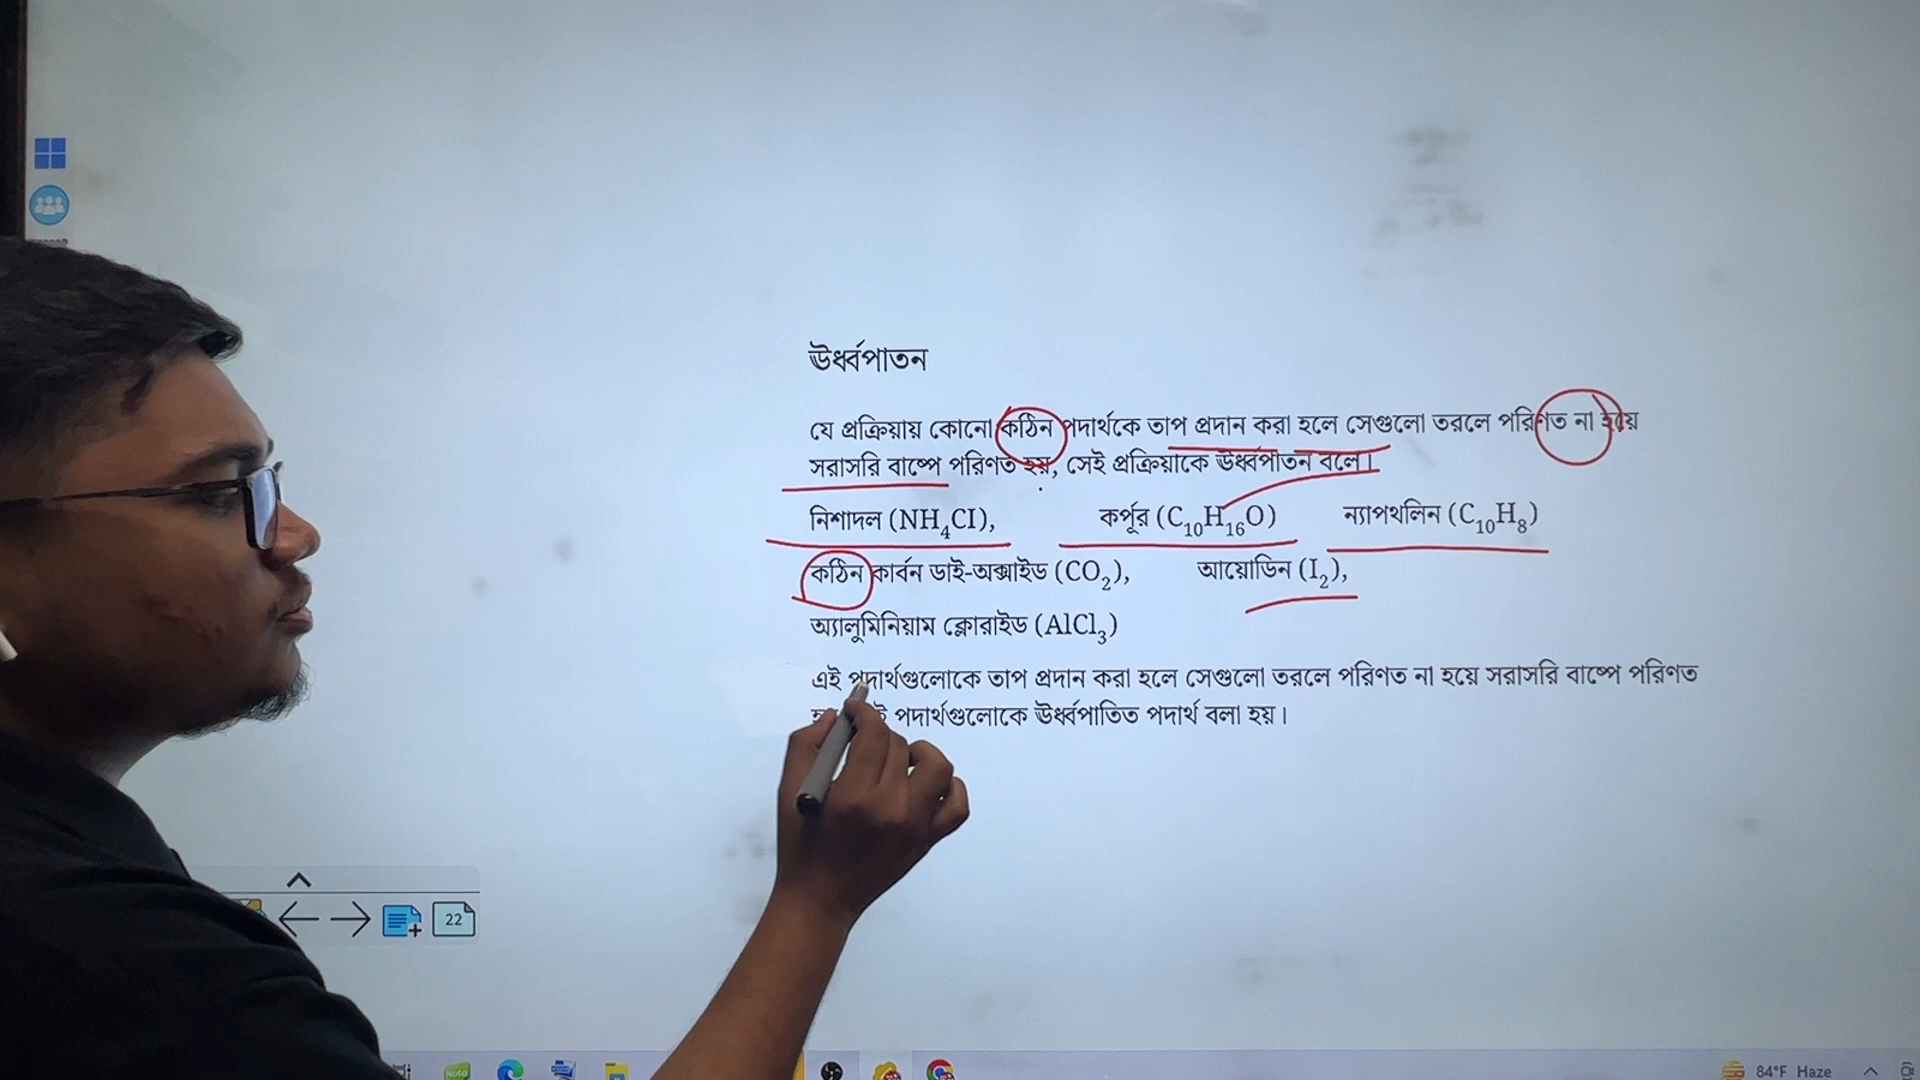 ঊর্ধ্বপাতন
যে প্রক্রিয়ায় কোনো কঠিন পদার্থকে তাপ প্রদান করা হলে সেগুলো তরলে পরিণত না হয়ে
সরাসরি বাষ্পে পরিণত হয়, সেই প্রক্রিয়াকে ঊর্ধ্বপাতন বলে।
নিশাদল (NH₄CI), কর্পূর (C₁₀H₁₆O) ন্যাপথলিন (C₁₀H₈)
কঠিন কার্বন ডাই-অক্সাইড (CO₂), আয়োডিন (I₂),
অ্যালুমিনিয়াম ক্লোরাইড (AlCl₃)
এই পদার্থগুলোকে তাপ প্রদান করা হলে সেগুলো তরলে পরিণত না হয়ে সরাসরি বাষ্পে পরিণত
পদার্থগুলোকে ঊর্ধ্বপাতিত পদার্থ বলা হয়।
22
84°F Haze